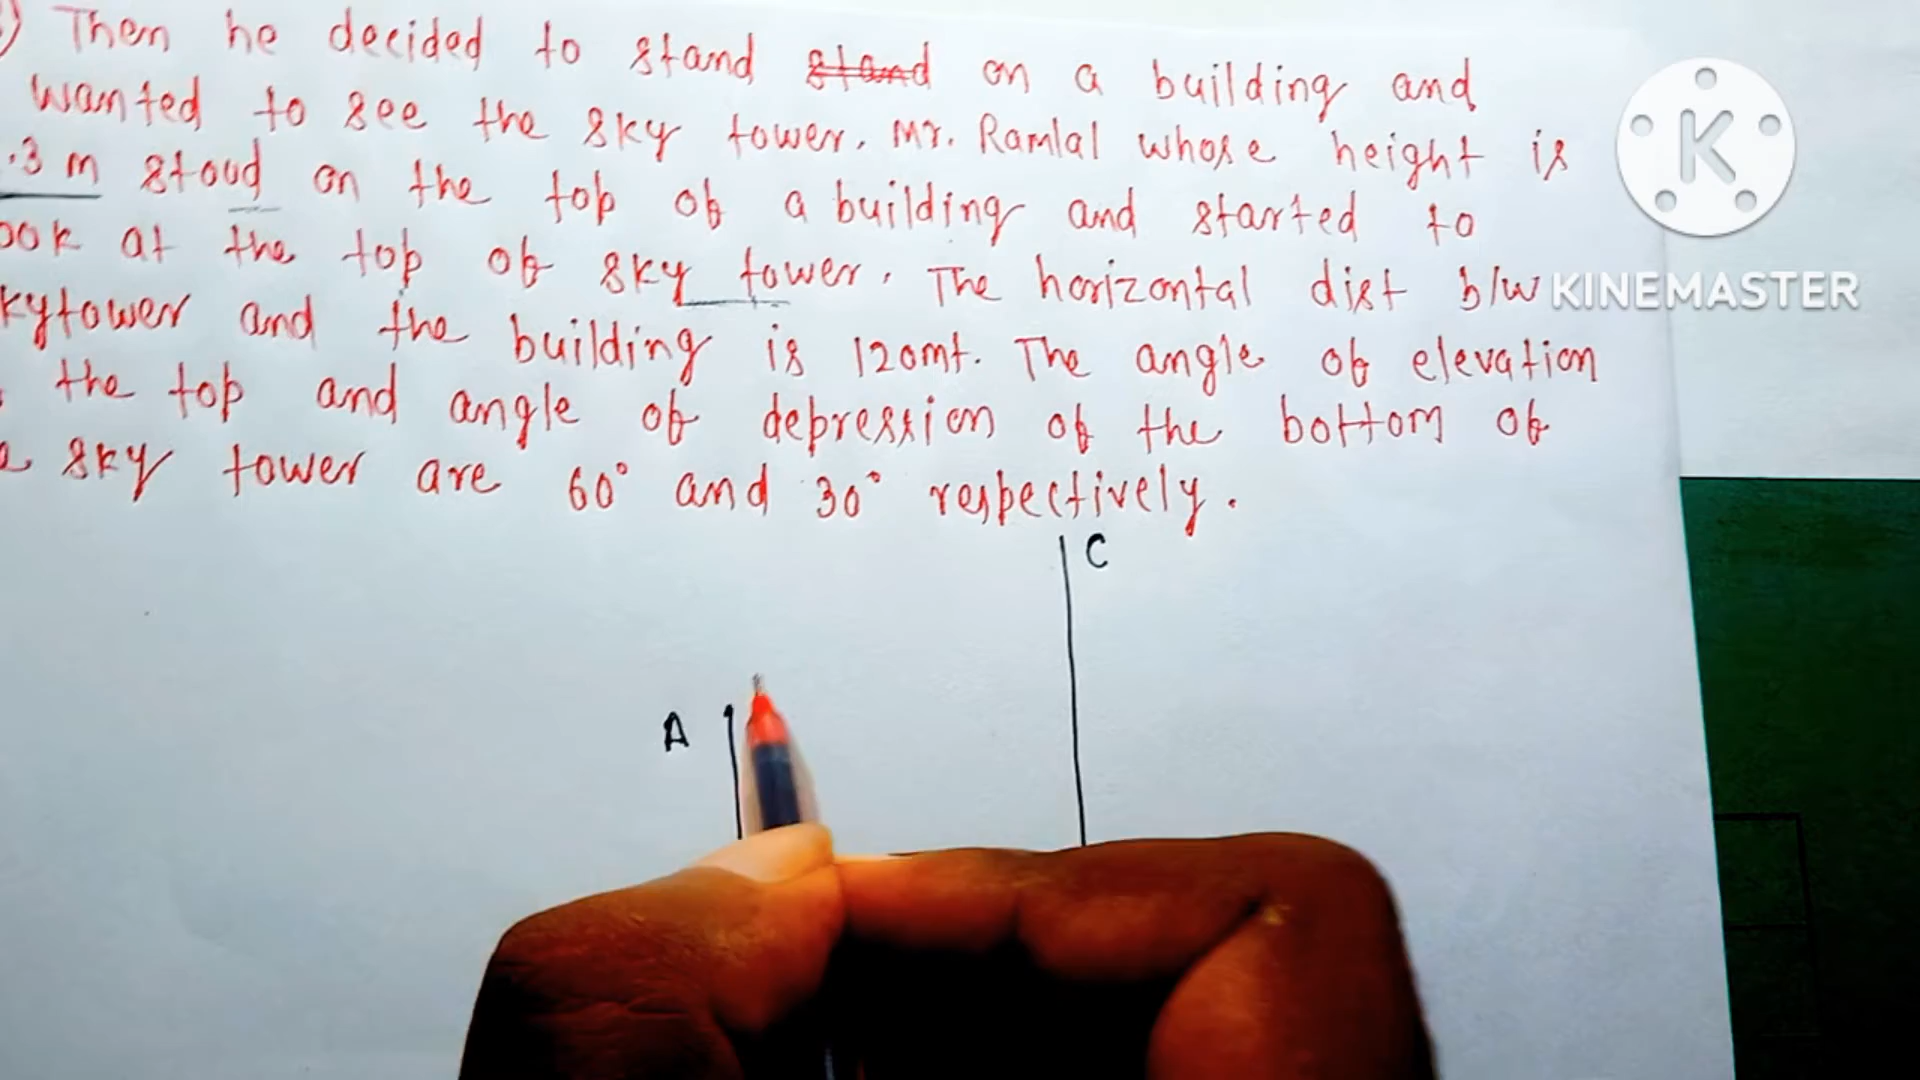 Then he decided to stand stand on a building and
wanted to see the sky tower. Mr. Ramlal whose height is
.3 m stood on the top of a building and started to
ook at the top of sky tower. The horizontal dist b/w
kytower and the building is 120mt. The angle of elevation
the top and angle of depression of the bottom of
e sky tower are 60° and 30° respectively.
C
A
K
KINEMASTER